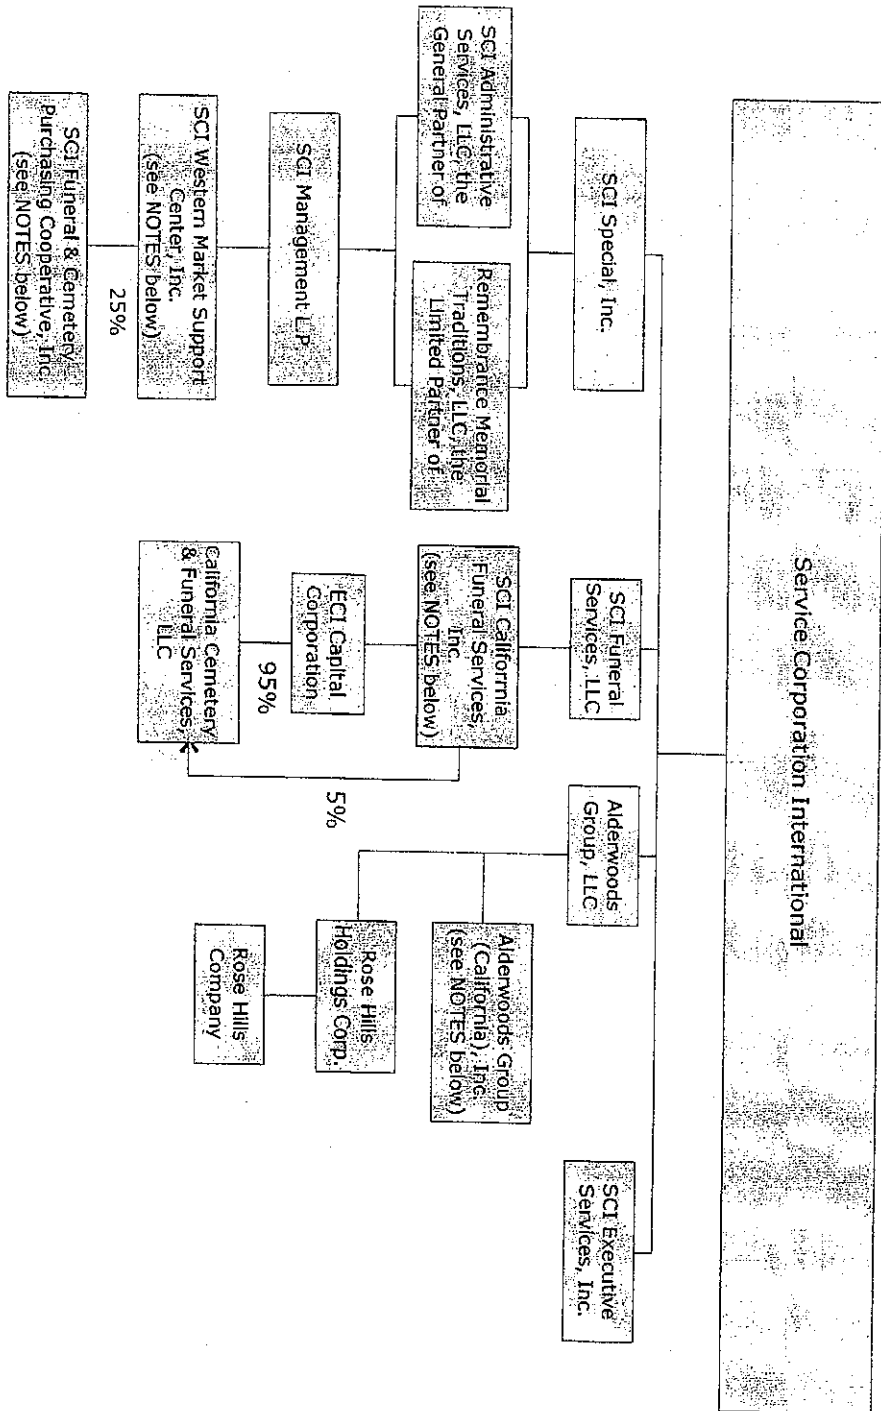 Service Corporation International
SCI Special, Inc.
SCI Funeral
Services, LLC
Alderwoods
Group, LLC
SCI Executive
Services, Inc.
SCI Administrative
Services, LLC, the
General Partner of
Remembrance Memorial
Traditions, LLC, the
Limited Partner of
SCI Management L.P
SCI Western Market Support
Center, Inc.
(see NOTES below)
25%
SCI Funeral & Cemetery
Purchasing Cooperative, Inc.
(see NOTES below)
SCI California
Funeral Services,
Inc.
(see NOTES below)
ECI Capital
Corporation
95%
5%
California Cemetery
& Funeral Services,
LLC
Alderwoods Group
(California), Inc.
(see NOTES below)
Rose Hills
Holdings Corp.
Rose Hills
Company